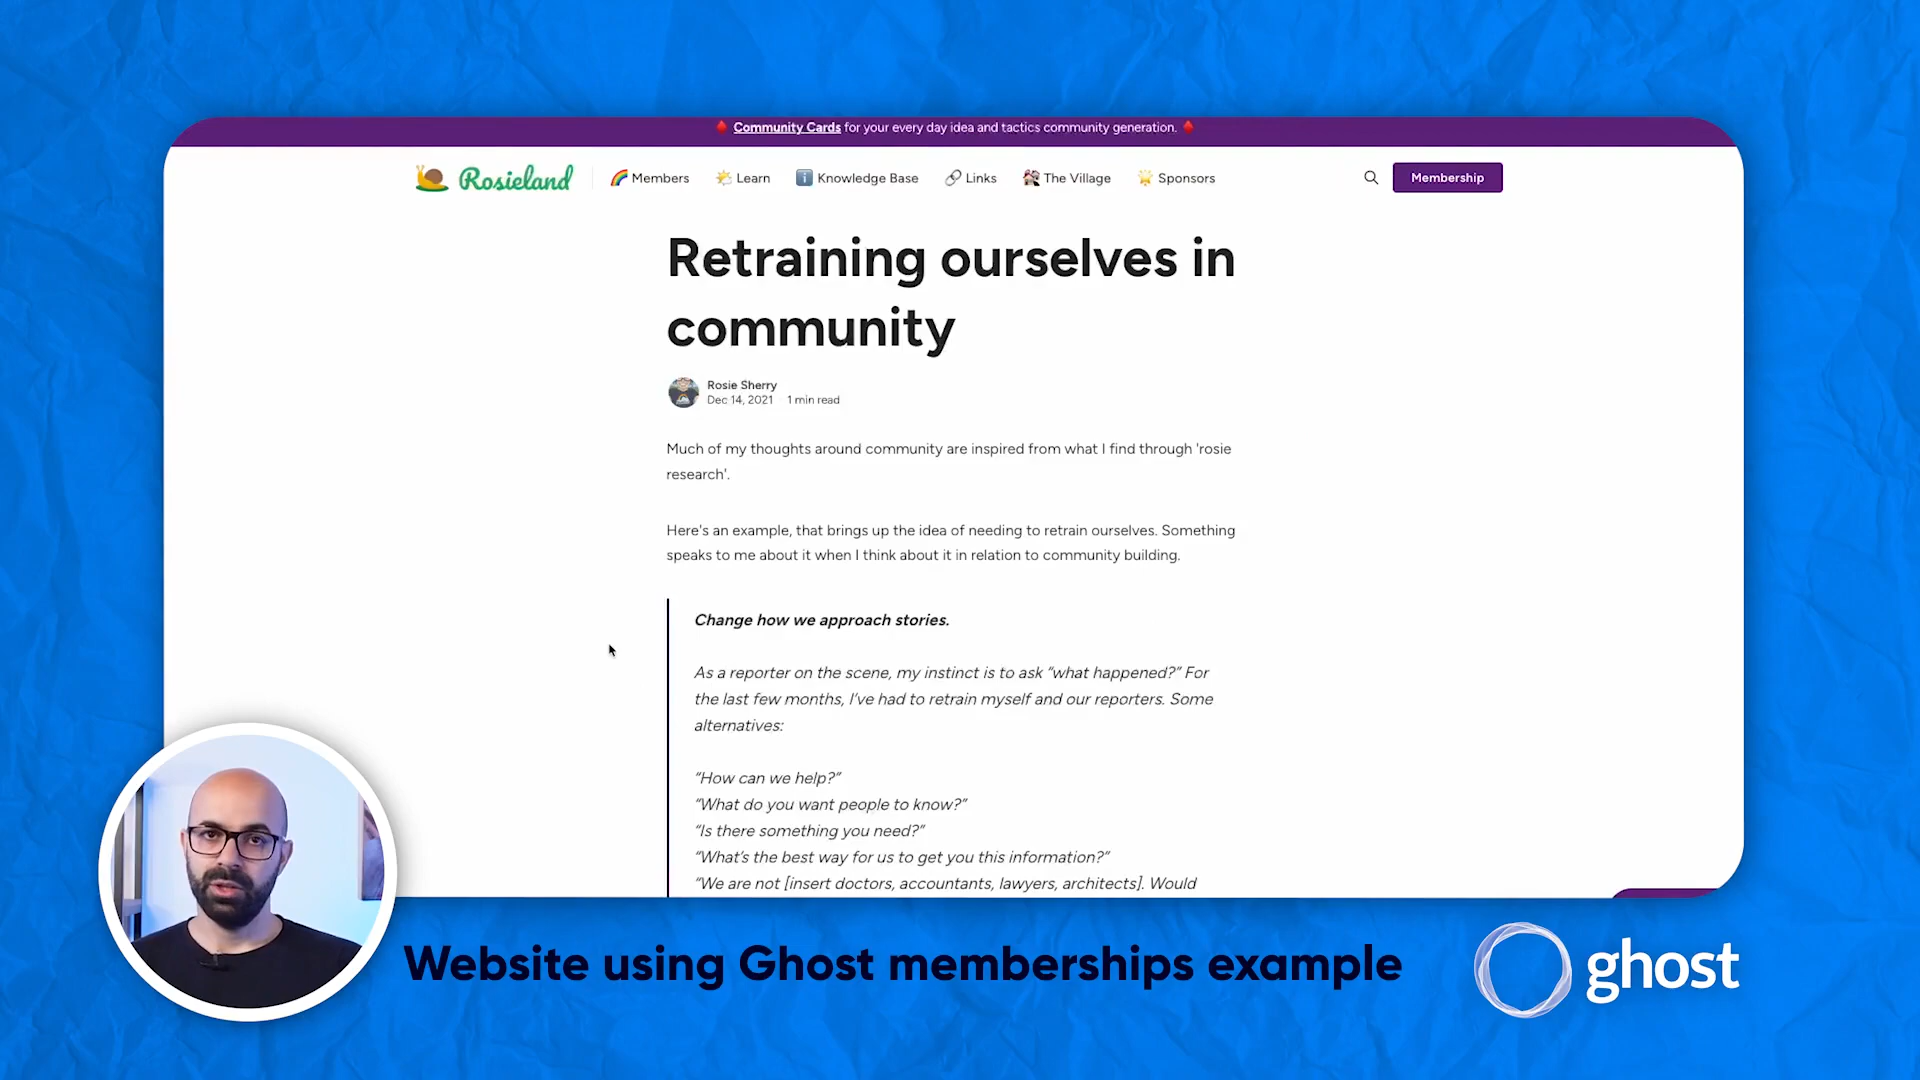 Community Cards for your every day idea and tactics community generation.
Rosieland
Members
Learn
Knowledge Base
Links
The Village
Sponsors
Membership
Retraining ourselves in
community
Rosie Sherry
Dec 14, 2021 · 1 min read
Much of my thoughts around community are inspired from what I find through 'rosie
research'.
Here's an example, that brings up the idea of needing to retrain ourselves. Something
speaks to me about it when I think about it in relation to community building.
Change how we approach stories.
As a reporter on the scene, my instinct is to ask “what happened?” For
the last few months, I’ve had to retrain myself and our reporters. Some
alternatives:
“How can we help?”
“What do you want people to know?”
“Is there something you need?”
“What’s the best way for us to get you this information?”
“We are not [insert doctors, accountants, lawyers, architects]. Would
Website using Ghost memberships example
ghost